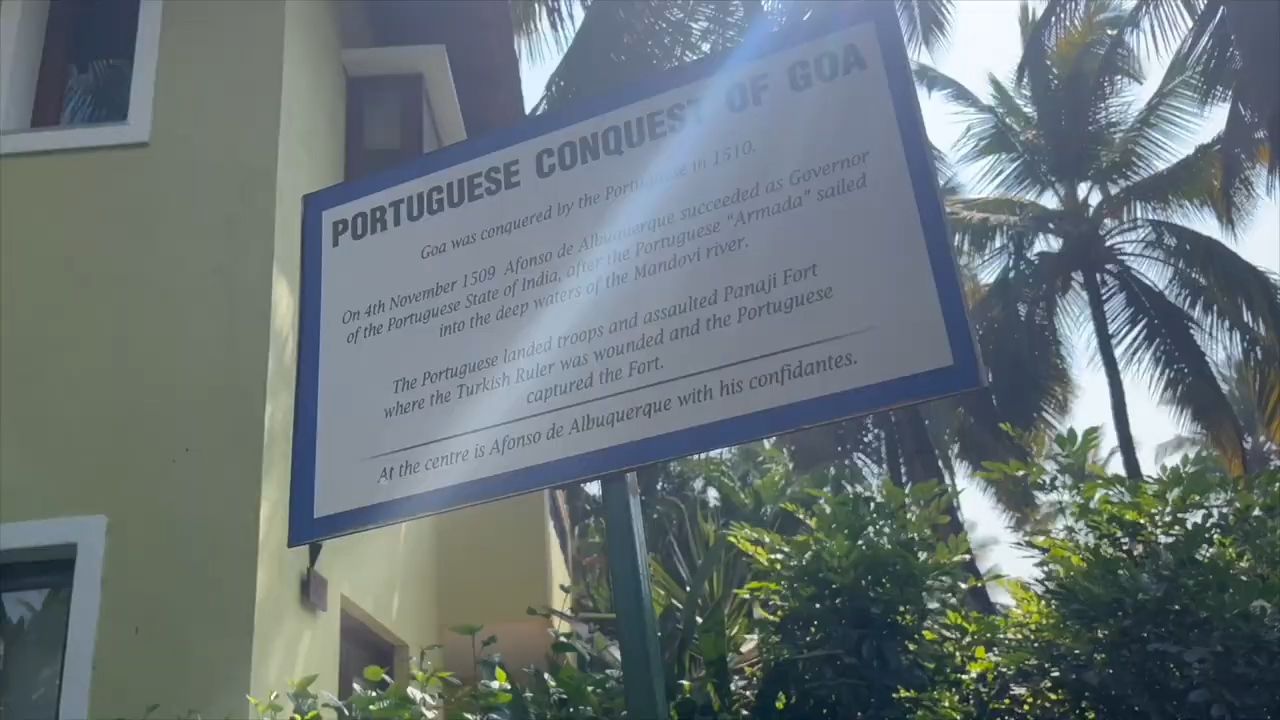 PORTUGUESE CONQUEST OF GOA
Goa was conquered by the Portuguese in 1510.
On 4th November 1509 Afonso de Albuquerque succeeded as Governor
of the Portuguese State of India, after the Portuguese "Armada" sailed
into the deep waters of the Mandovi river.
The Portuguese landed troops and assaulted Panaji Fort
where the Turkish Ruler was wounded and the Portuguese
captured the Fort.
At the centre is Afonso de Albuquerque with his confidantes.